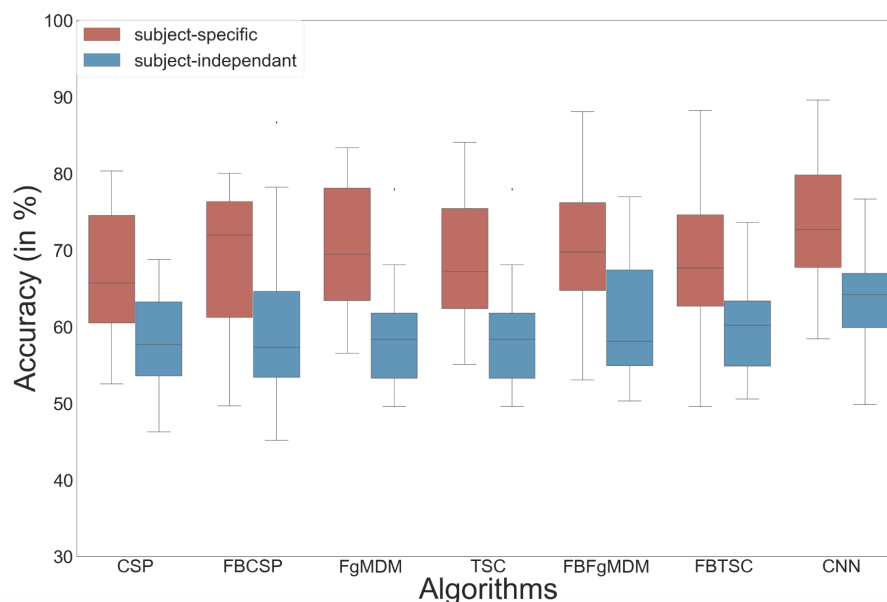 100
90
80
70
60
50
40
30
Accuracy (in %)
subject-specific
subject-independant
CSP FBCSP FgMDM TSC FBFgMDM FBTSC CNN
Algorithms